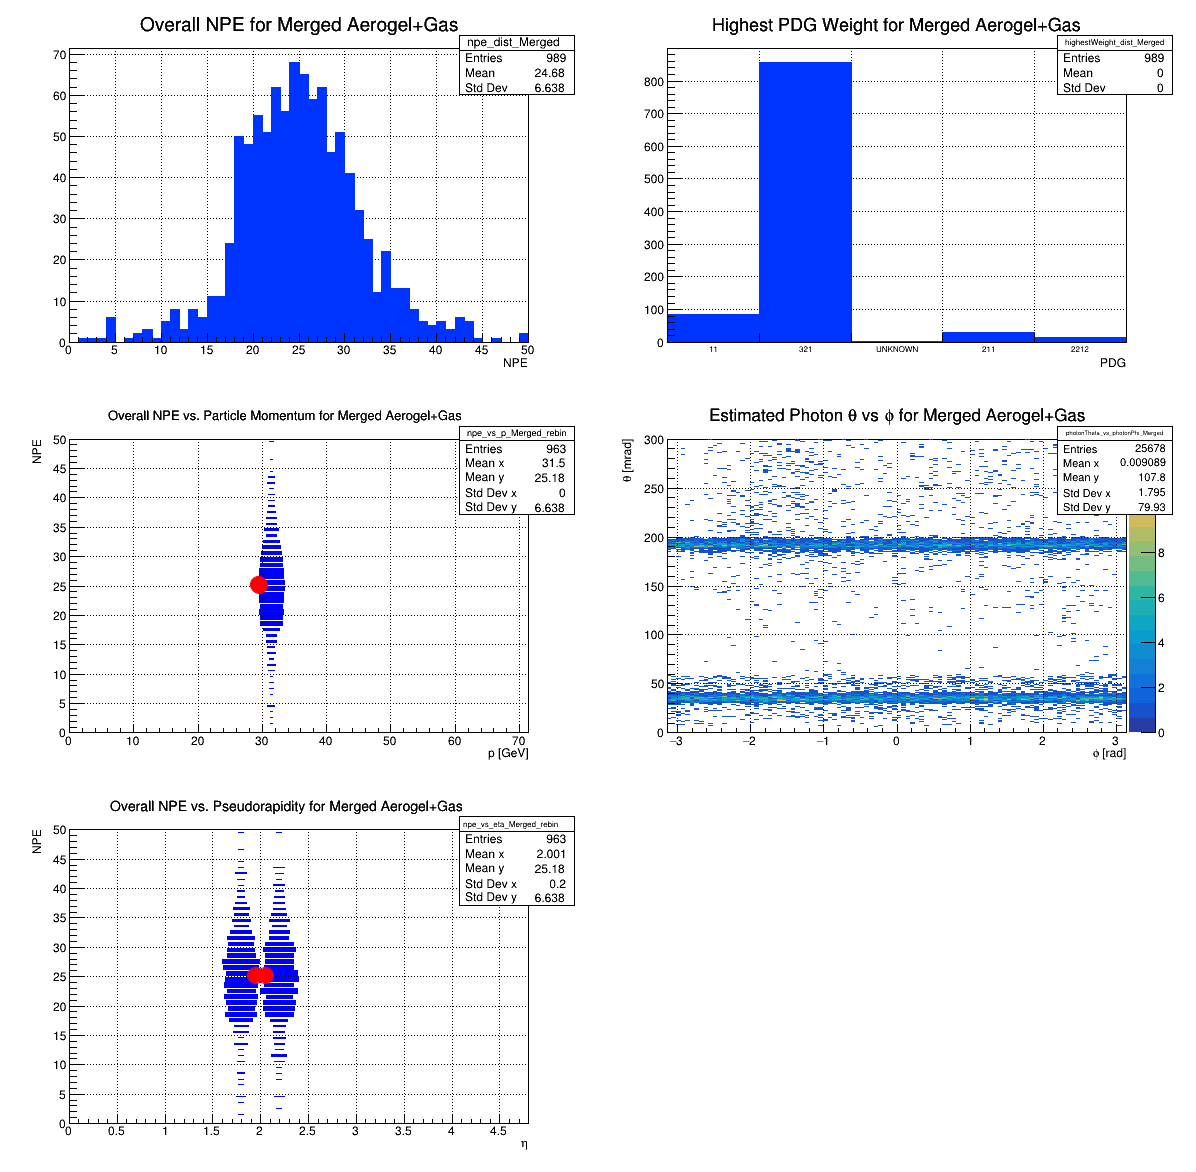 Overall NPE for Merged Aerogel+Gas
npe_dist_Merged
Entries 989
Mean 24.68
Std Dev 6.638
70
60
50
40
30
20
10
0
0 5 10 15 20 25 30 35 40 45 50
NPE
Highest PDG Weight for Merged Aerogel+Gas
highestWeight_dist_Merged
Entries 989
Mean 0
Std Dev 0
800
700
600
500
400
300
200
100
0
11 321 UNKNOWN 211 2212
PDG
Overall NPE vs. Particle Momentum for Merged Aerogel+Gas
npe_vs_p_Merged_rebin
Entries 963
Mean x 31.5
Mean y 25.18
Std Dev x 0
Std Dev y 6.638
NPE
50
45
40
35
30
25
20
15
10
5
0
0 10 20 30 40 50 60 70
p [GeV]
Estimated Photon θ vs ϕ for Merged Aerogel+Gas
photonTheta_vs_photonPhi_Merged
Entries 25678
Mean x 0.009089
Mean y 107.8
Std Dev x 1.795
Std Dev y 79.93
θ [mrad]
300
250
200
150
100
50
0
−3 −2 −1 0 1 2 3
ϕ [rad]
8
6
4
2
0
Overall NPE vs. Pseudorapidity for Merged Aerogel+Gas
npe_vs_eta_Merged_rebin
Entries 963
Mean x 2.001
Mean y 25.18
Std Dev x 0.2
Std Dev y 6.638
NPE
50
45
40
35
30
25
20
15
10
5
0
0 0.5 1 1.5 2 2.5 3 3.5 4 4.5
η